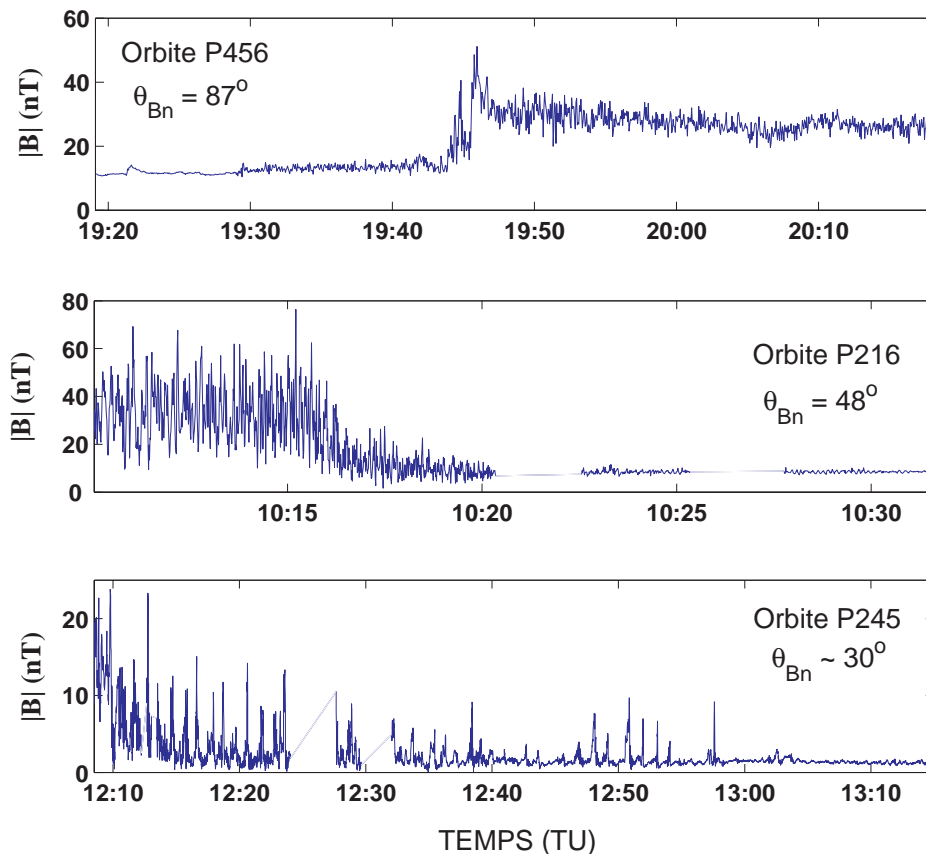 60
40
20
0
|B| (nT)
Orbite P456
θBn = 87o
19:20 19:30 19:40 19:50 20:00 20:10
80
60
40
20
0
|B| (nT)
Orbite P216
θBn = 48o
10:15 10:20 10:25 10:30
20
10
0
|B| (nT)
Orbite P245
θBn ~ 30o
12:10 12:20 12:30 12:40 12:50 13:00 13:10
TEMPS (TU)